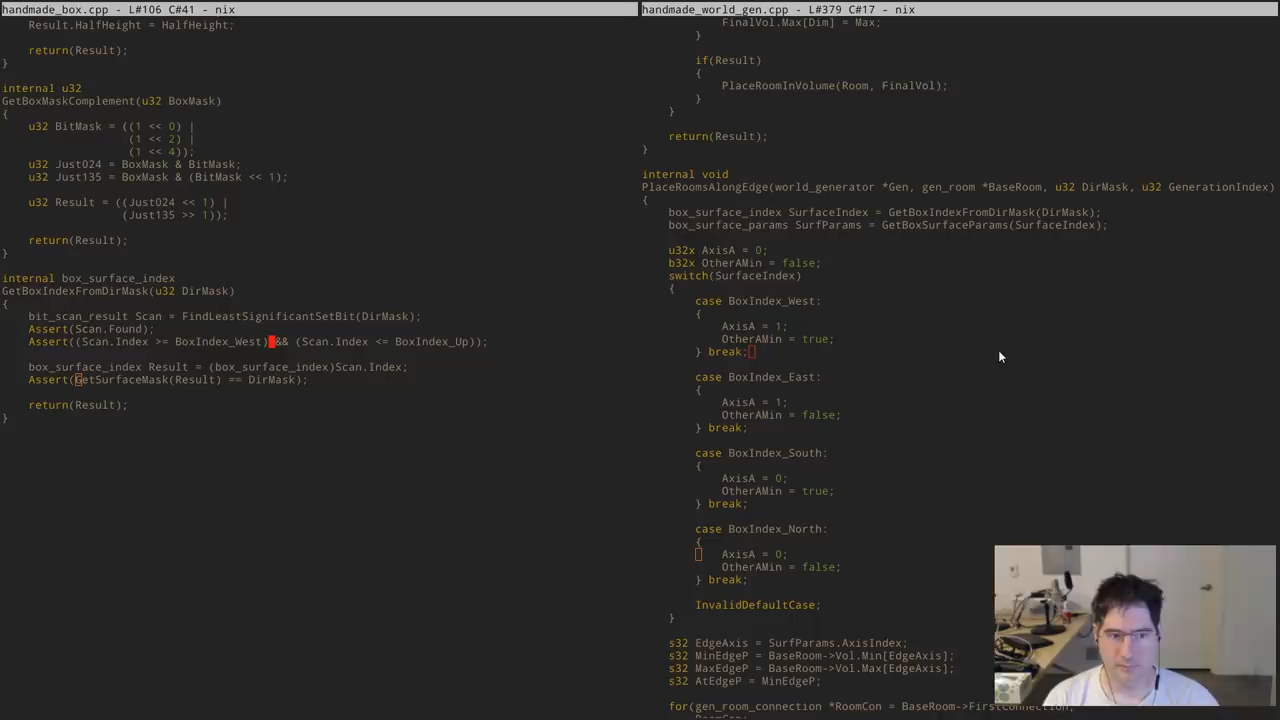 handmade_box.cpp - L#106 C#41 - nix
Result.HalfHeight = HalfHeight;
return(Result);
}
internal u32
GetBoxMaskComplement(u32 BoxMask)
{
u32 BitMask = ((1 << 0) |
(1 << 2) |
(1 << 4));
u32 Just024 = BoxMask & BitMask;
u32 Just135 = BoxMask & (BitMask << 1);
u32 Result = ((Just024 << 1) |
(Just135 >> 1));
return(Result);
}
internal box_surface_index
GetBoxIndexFromDirMask(u32 DirMask)
{
bit_scan_result Scan = FindLeastSignificantSetBit(DirMask);
Assert(Scan.Found);
Assert((Scan.Index >= BoxIndex_West) && (Scan.Index <= BoxIndex_Up));
box_surface_index Result = (box_surface_index)Scan.Index;
Assert(GetSurfaceMask(Result) == DirMask);
return(Result);
}
handmade_world_gen.cpp - L#379 C#17 - nix
FinalVol.Max[Dim] = Max;
}
if(Result)
{
PlaceRoomInVolume(Room, FinalVol);
}
}
return(Result);
}
internal void
PlaceRoomsAlongEdge(world_generator *Gen, gen_room *BaseRoom, u32 DirMask, u32 GenerationIndex)
{
box_surface_index SurfaceIndex = GetBoxIndexFromDirMask(DirMask);
box_surface_params SurfParams = GetBoxSurfaceParams(SurfaceIndex);
u32x AxisA = 0;
b32x OtherAMin = false;
switch(SurfaceIndex)
{
case BoxIndex_West:
{
AxisA = 1;
OtherAMin = true;
} break;
case BoxIndex_East:
{
AxisA = 1;
OtherAMin = false;
} break;
case BoxIndex_South:
{
AxisA = 0;
OtherAMin = true;
} break;
case BoxIndex_North:
{
AxisA = 0;
OtherAMin = false;
} break;
InvalidDefaultCase;
}
s32 EdgeAxis = SurfParams.AxisIndex;
s32 MinEdgeP = BaseRoom->Vol.Min[EdgeAxis];
s32 MaxEdgeP = BaseRoom->Vol.Max[EdgeAxis];
s32 AtEdgeP = MinEdgeP;
for(gen_room_connection *RoomCon = BaseRoom->FirstConnection;